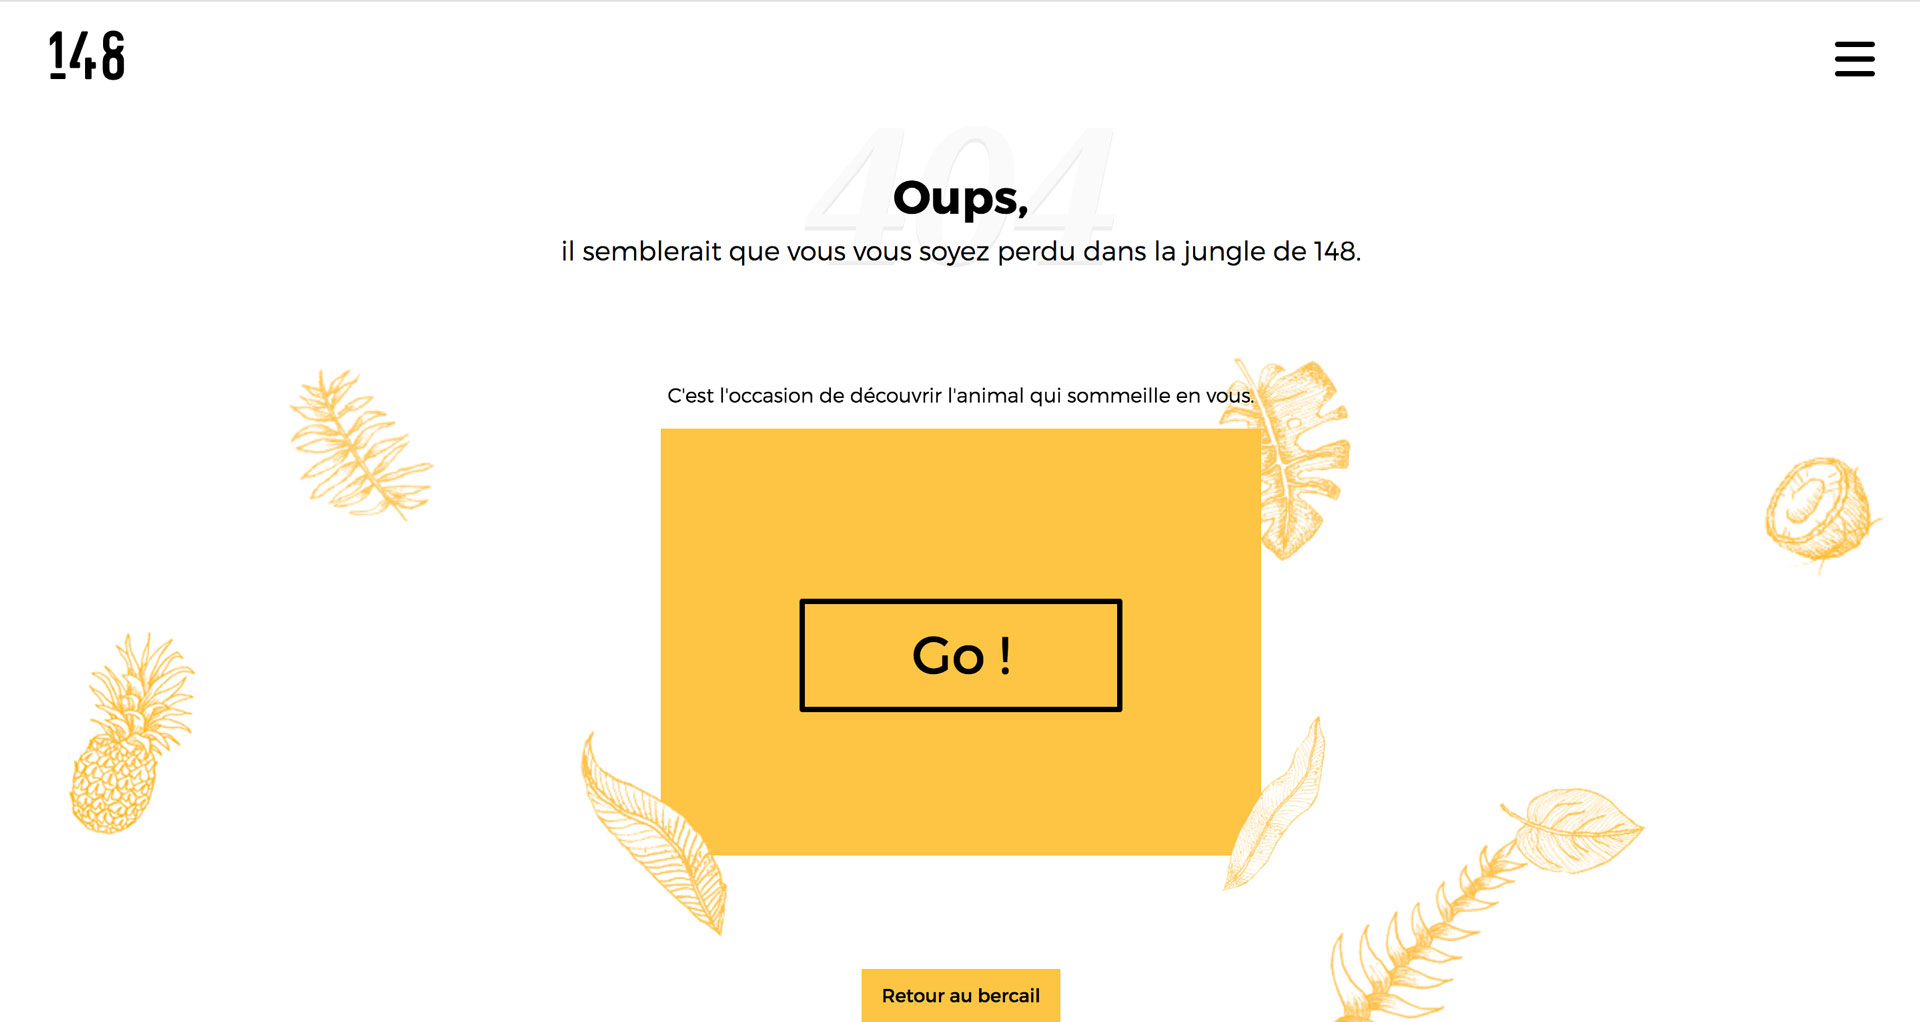 148
404
Oups,
il semblerait que vous vous soyez perdu dans la jungle de 148.
C'est l'occasion de découvrir l'animal qui sommeille en vous.
Go !
Retour au bercail